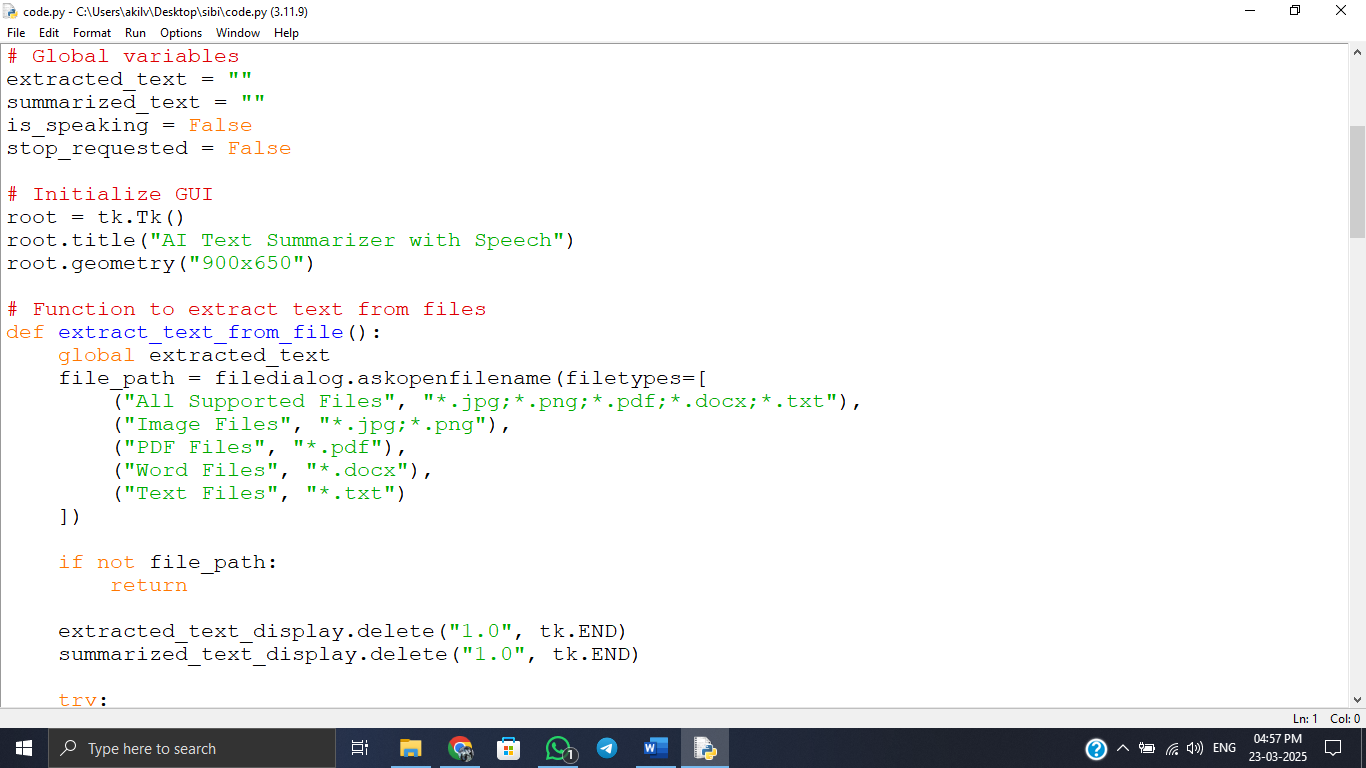 code.py - C:\Users\akilv\Desktop\sibi\code.py (3.11.9)
File Edit Format Run Options Window Help
# Global variables
extracted_text = ""
summarized_text = ""
is_speaking = False
stop_requested = False
# Initialize GUI
root = tk.Tk()
root.title("AI Text Summarizer with Speech")
root.geometry("900x650")
# Function to extract text from files
def extract_text_from_file():
    global extracted_text
    file_path = filedialog.askopenfilename(filetypes=[
        ("All Supported Files", "*.jpg;*.png;*.pdf;*.docx;*.txt"),
        ("Image Files", "*.jpg;*.png"),
        ("PDF Files", "*.pdf"),
        ("Word Files", "*.docx"),
        ("Text Files", "*.txt")
    ])
    if not file_path:
        return
    extracted_text_display.delete("1.0", tk.END)
    summarized_text_display.delete("1.0", tk.END)
    try:
Ln: 1 Col: 0
Type here to search
1
W
ENG
04:57 PM
23-03-2025